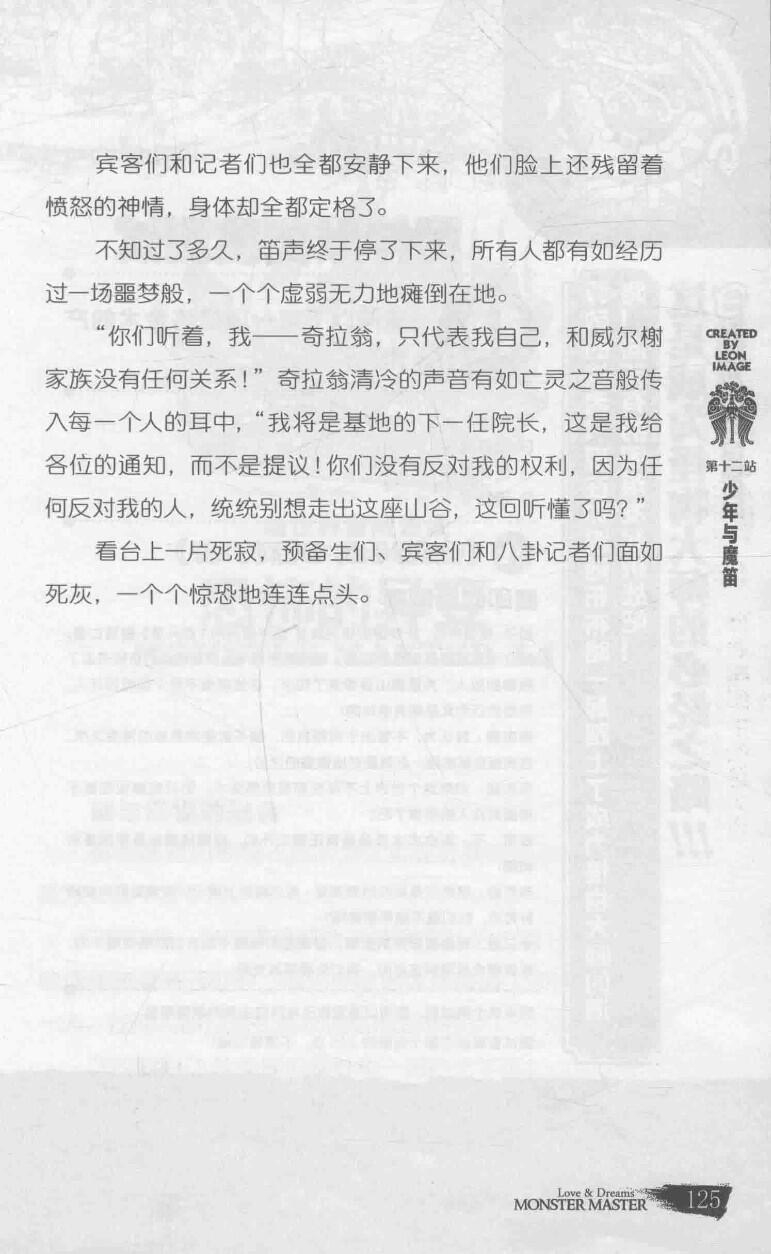 宾客们和记者们也全都安静下来，他们脸上还残留着
愤怒的神情，身体却全都定格了。
不知过了多久，笛声终于停了下来，所有人都有如经历
过一场噩梦般，一个个虚弱无力地瘫倒在地。
“你们听着，我——奇拉翁，只代表我自己，和威尔榭
家族没有任何关系！”奇拉翁清冷的声音有如亡灵之音般传
入每一个人的耳中，“我将是基地的下一任院长，这是我给
各位的通知，而不是提议！你们没有反对我的权利，因为任
何反对我的人，统统别想走出这座山谷，这回听懂了吗？”
看台上一片死寂，预备生们、宾客们和八卦记者们面如
死灰，一个个惊恐地连连点头。
CREATED
BY
LEON
IMAGE
第十二站
少年与魔笛
Love & Dreams
MONSTER MASTER
125